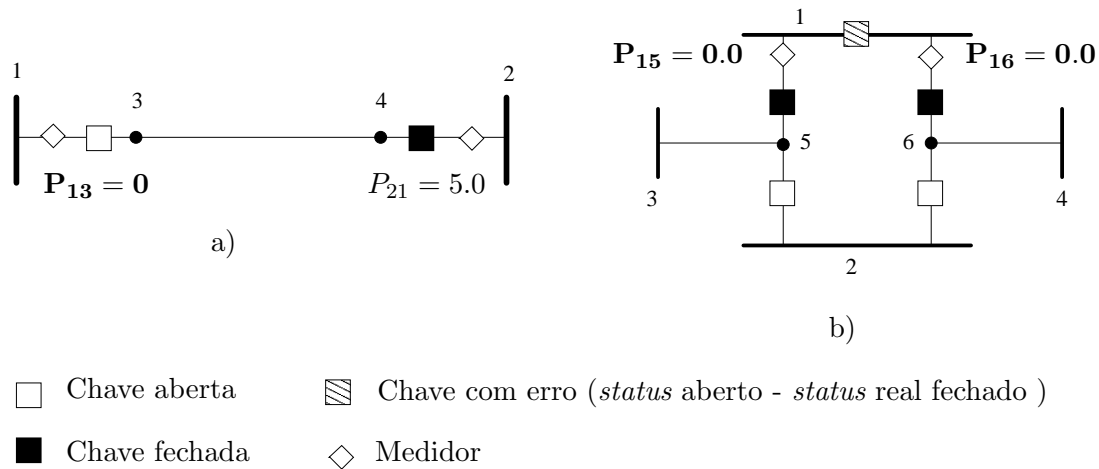 1
3
4
2
P13 = 0
P21 = 5.0
a)
1
P15 = 0.0
P16 = 0.0
5
6
3
4
2
b)
Chave aberta
Chave com erro (status aberto - status real fechado )
Chave fechada
Medidor